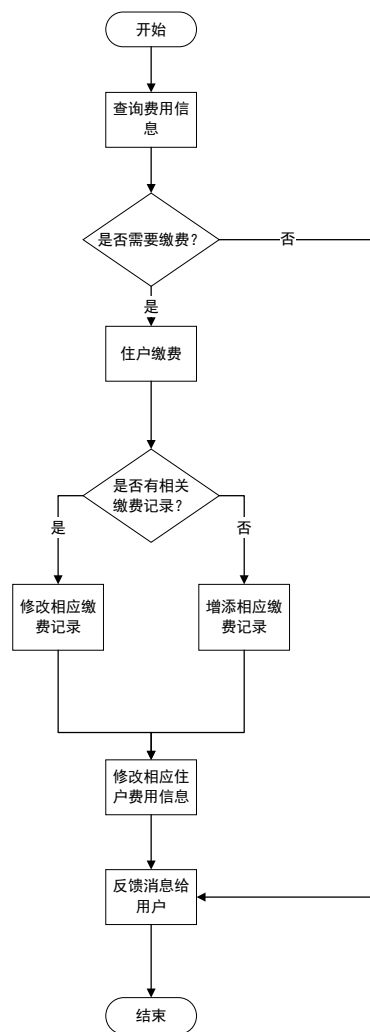 开始
查询费用信
息
是否需要缴费？
否
是
住户缴费
是否有相关
缴费记录？
是
否
修改相应缴
费记录
增添相应缴
费记录
修改相应住
户费用信息
反馈消息给
用户
结束